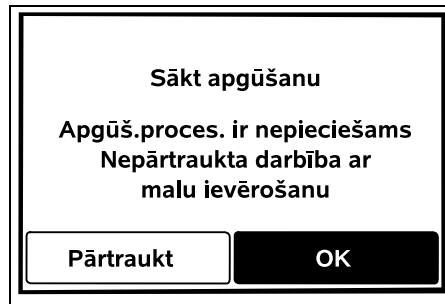 Sākt apgūšanu
Apgūš.proces. ir nepieciešams
Nepārtraukta darbība ar
malu ievērošanu
Pārtraukt OK